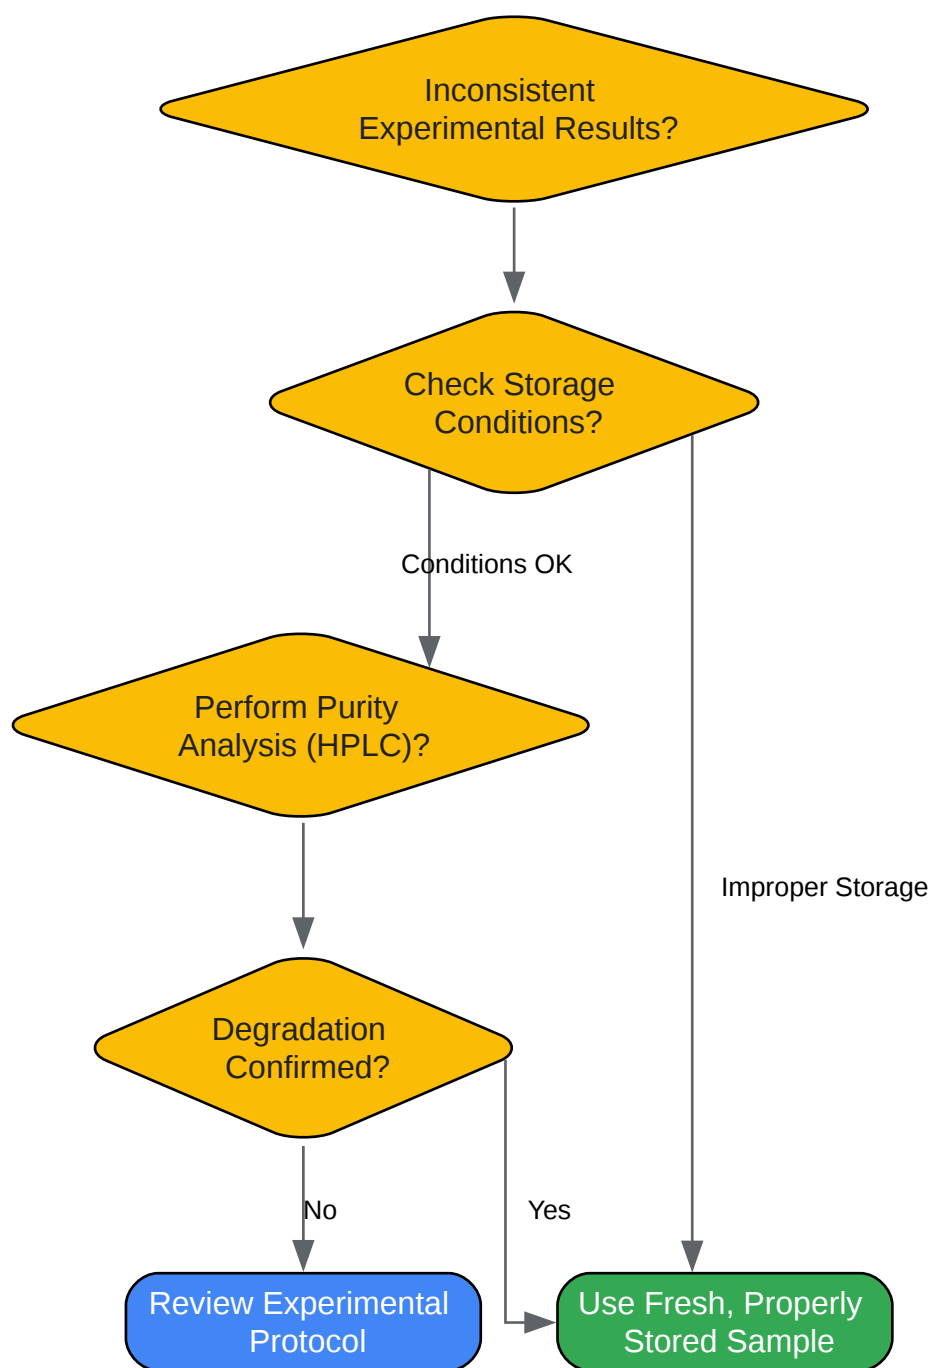 Inconsistent
Experimental Results?
Check Storage
Conditions?
Conditions OK
Perform Purity
Analysis (HPLC)?
Improper Storage
Degradation
Confirmed?
No
Yes
Review Experimental
Protocol
Use Fresh, Properly
Stored Sample